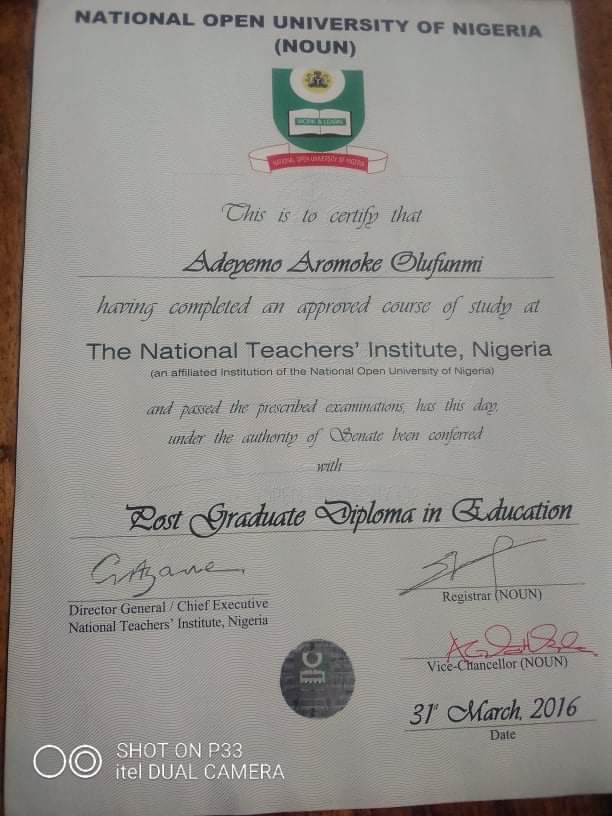 NATIONAL OPEN UNIVERSITY OF NIGERIA
(NOUN)
WORK & LEARN
NATIONAL OPEN UNIVERSITY OF NIGERIA
This is to certify that
Adeyemo Aromoke Olufunmi
having completed an approved course of study at
The National Teachers' Institute, Nigeria
(an affiliated Institution of the National Open University of Nigeria)
and passed the prescribed examinations, has this day,
under the authority of Senate been conferred
with
Post Graduate Diploma in Education
Director General / Chief Executive
National Teachers' Institute, Nigeria
Registrar (NOUN)
Vice-Chancellor (NOUN)
31st March, 2016
Date
SHOT ON P33
itel DUAL CAMERA